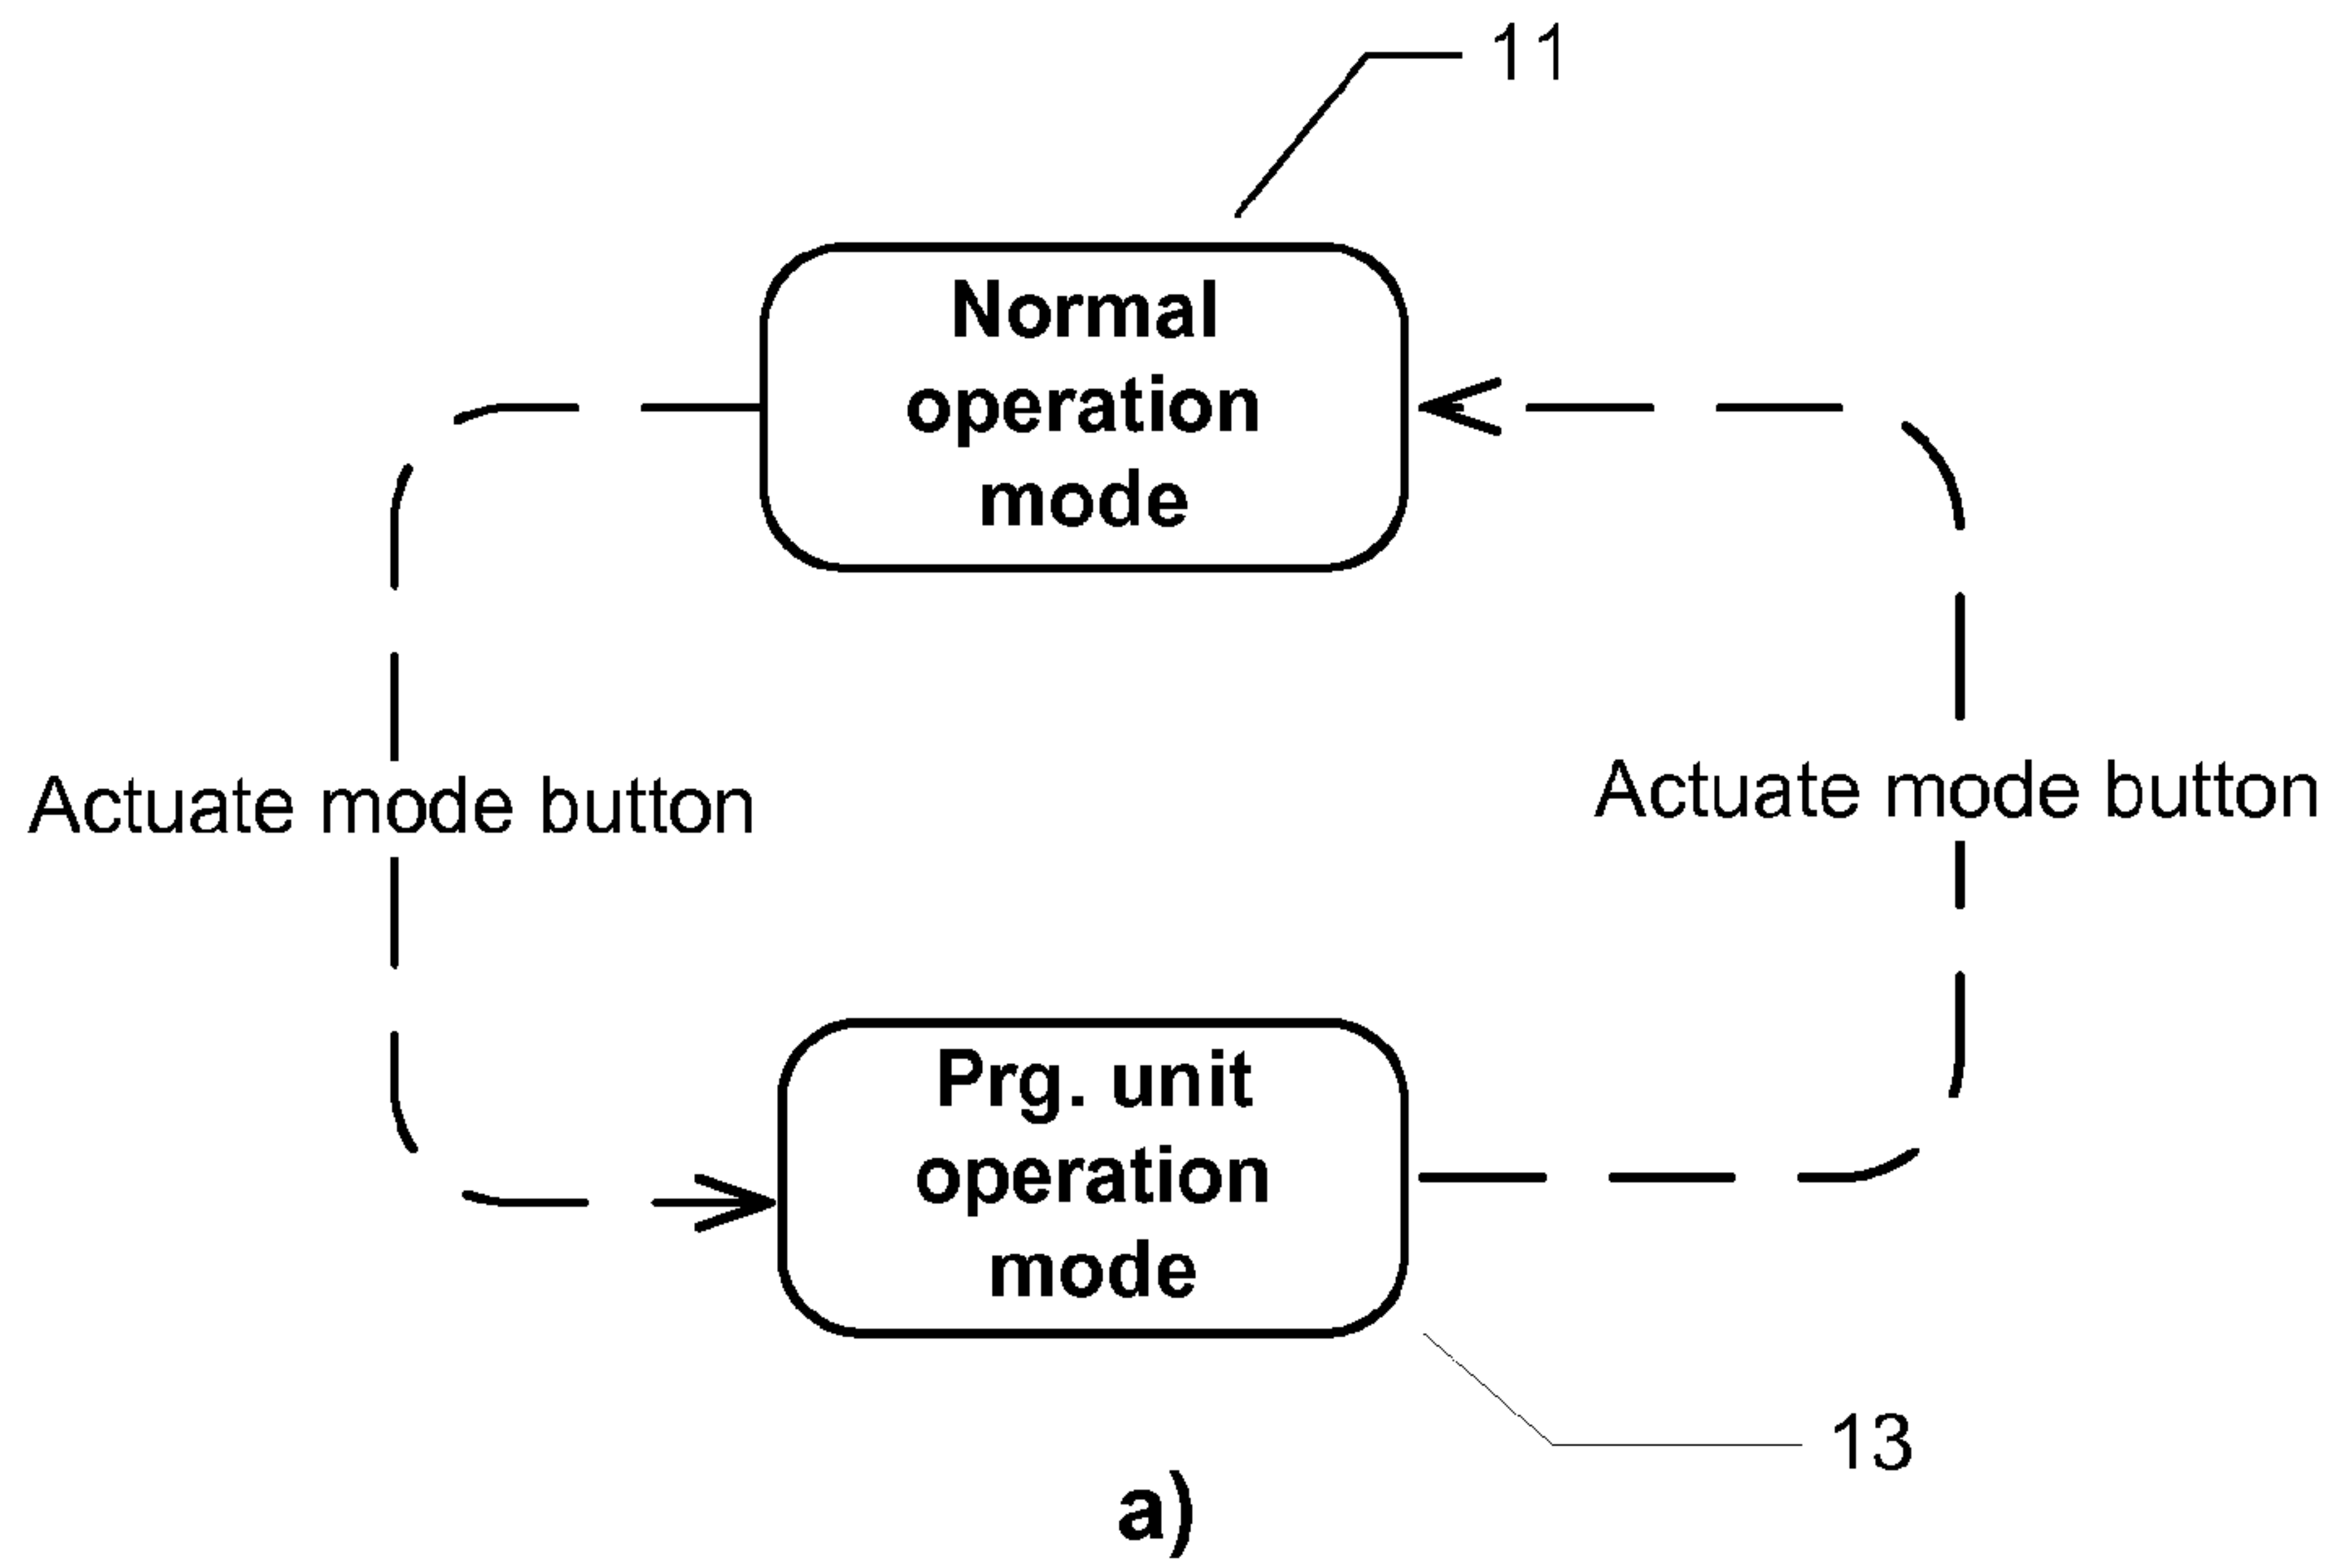 11
Normal
operation
mode
Actuate mode button
Actuate mode button
Prg. unit
operation
mode
13
a)